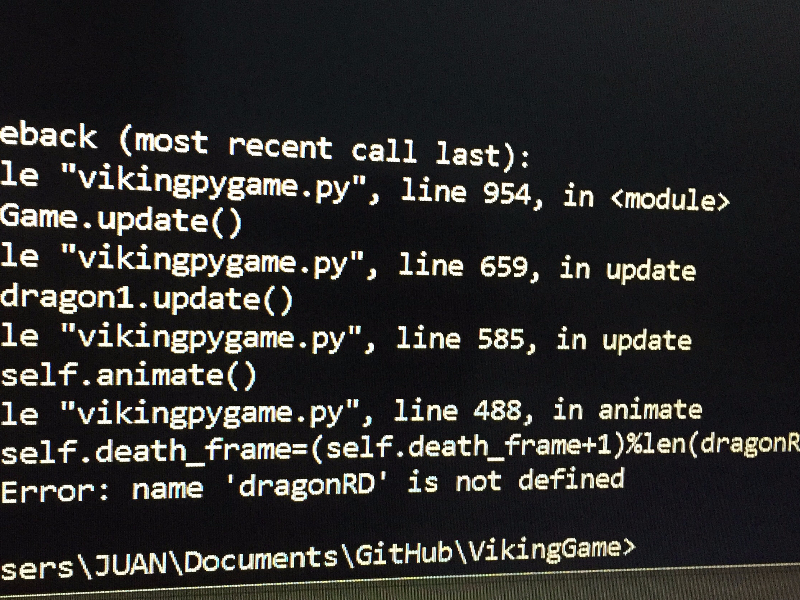 eback (most recent call last):
le "vikingpygame.py", line 954, in <module>
Game.update()
le "vikingpygame.py", line 659, in update
dragon1.update()
le "vikingpygame.py", line 585, in update
self.animate()
le "vikingpygame.py", line 488, in animate
self.death_frame=(self.death_frame+1)%len(dragonR
Error: name 'dragonRD' is not defined
sers\JUAN\Documents\GitHub\VikingGame>